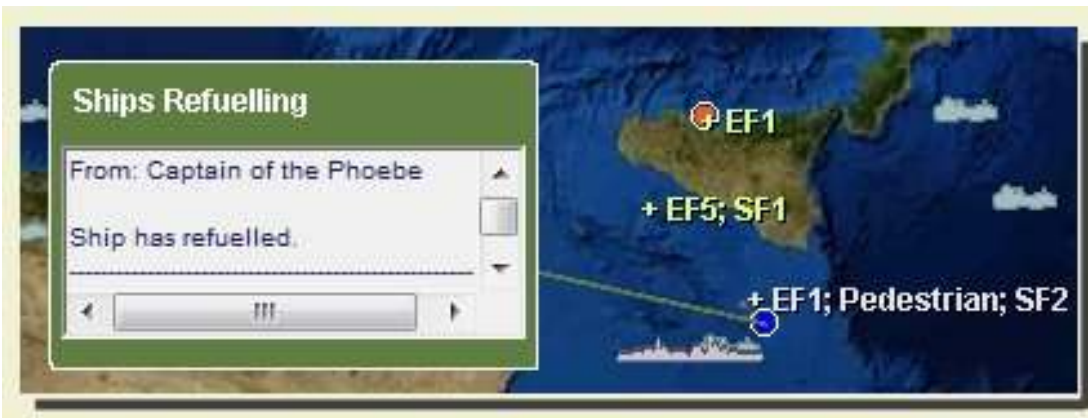 Ships Refuelling
From: Captain of the Phoebe
Ship has refuelled.
+ EF1
+ EF5; SF1
+ EF1; Pedestrian; SF2